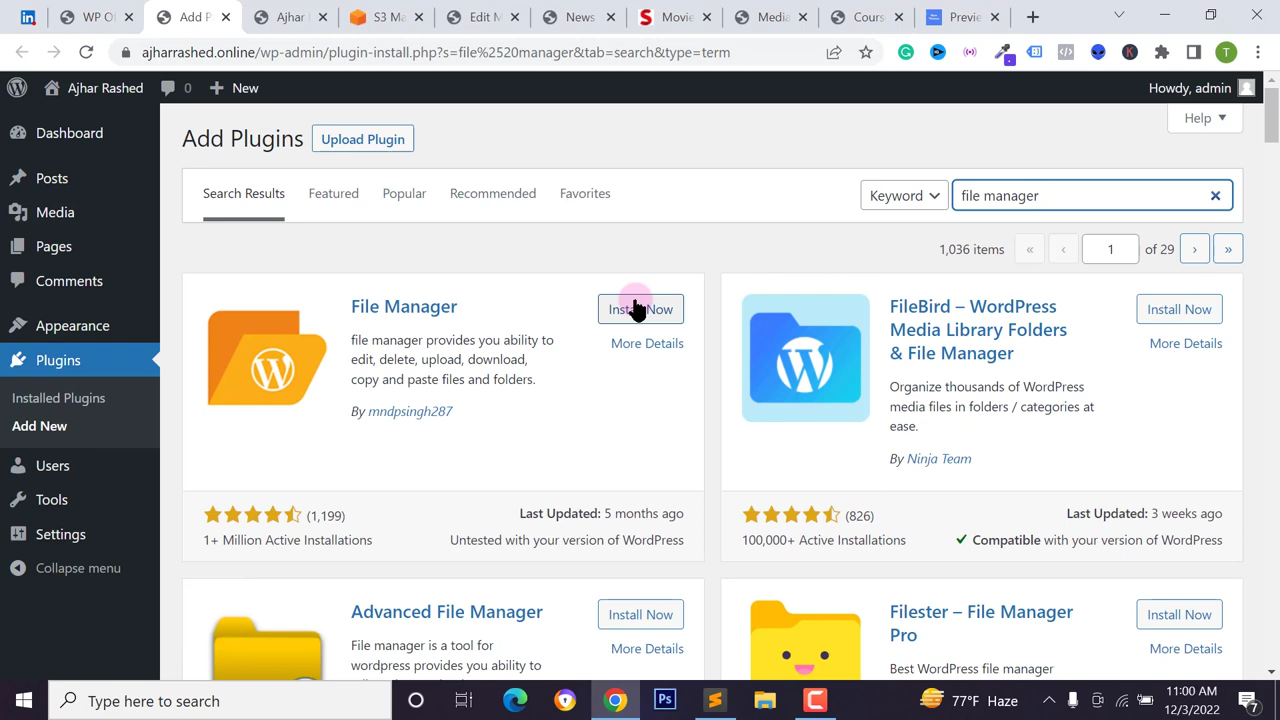 WP OF
Add P
Ajhar
S3 Ma
Edit M
News
Movie
Media
Cours
Previe
ajharrashed.online/wp-admin/plugin-install.php?s=file%2520manager&tab=search&type=term
T
Ajhar Rashed
0
New
Howdy, admin
Dashboard
Posts
Media
Pages
Comments
Appearance
Plugins
Installed Plugins
Add New
Users
Tools
Settings
Collapse menu
Help
Add Plugins
Upload Plugin
Search Results
Featured
Popular
Recommended
Favorites
Keyword
file manager
1,036 items
«
‹
1
of 29
›
»
File Manager
Install Now
More Details
file manager provides you ability to
edit, delete, upload, download,
copy and paste files and folders.
By mndpsingh287
(1,199)
Last Updated: 5 months ago
1+ Million Active Installations
Untested with your version of WordPress
FileBird – WordPress
Media Library Folders
& File Manager
Install Now
More Details
Organize thousands of WordPress
media files in folders / categories at
ease.
By Ninja Team
(826)
Last Updated: 3 weeks ago
100,000+ Active Installations
Compatible with your version of WordPress
Advanced File Manager
Install Now
More Details
File manager is a tool for
wordpress provides you ability to
Filester – File Manager
Pro
Install Now
More Details
Best WordPress file manager
Type here to search
Ps
77°F Haze
11:00 AM
12/3/2022
7